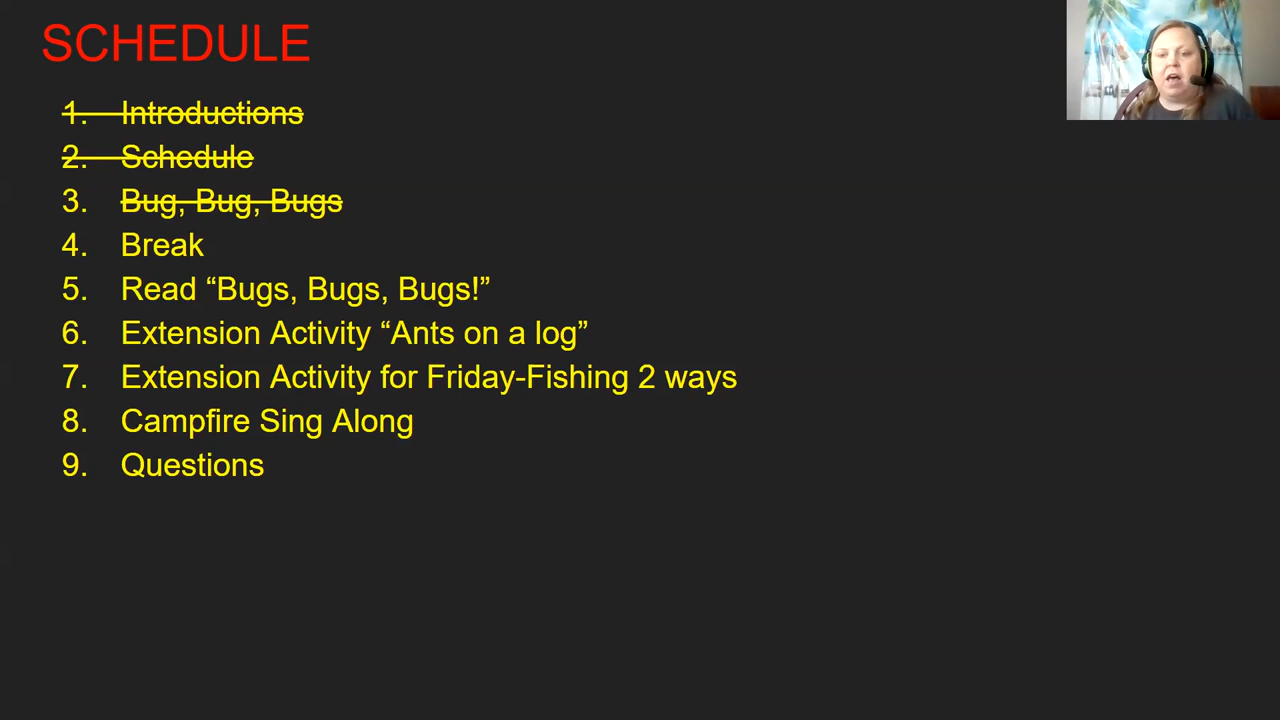 SCHEDULE
1. Introductions
2. Schedule
3. Bug, Bug, Bugs
4. Break
5. Read “Bugs, Bugs, Bugs!”
6. Extension Activity “Ants on a log”
7. Extension Activity for Friday-Fishing 2 ways
8. Campfire Sing Along
9. Questions